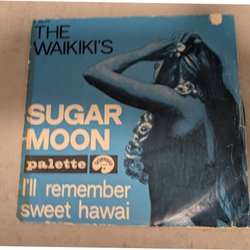 THE
WAIKIKI'S
SUGAR
MOON
palette
I'll remember
sweet hawai